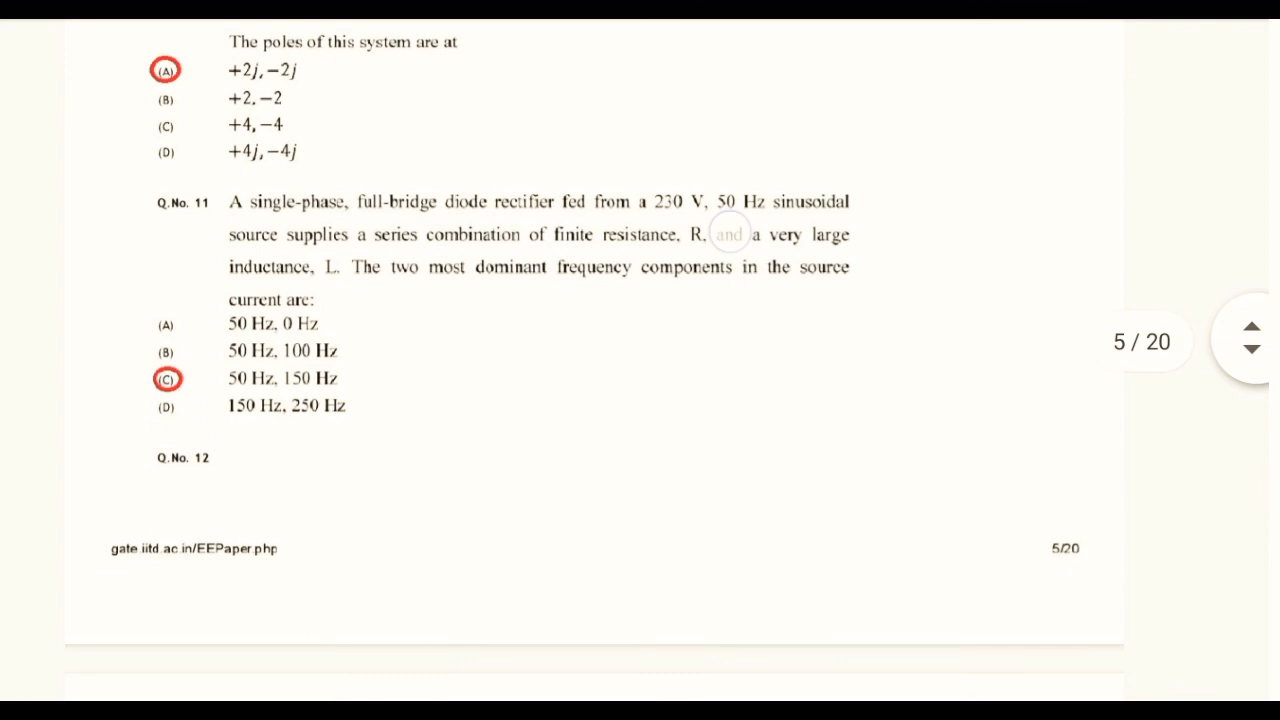 The poles of this system are at
(A) +2j, −2j
(B) +2, −2
(C) +4, −4
(D) +4j, −4j
Q.No. 11 A single-phase, full-bridge diode rectifier fed from a 230 V, 50 Hz sinusoidal
source supplies a series combination of finite resistance, R, and a very large
inductance, L. The two most dominant frequency components in the source
current are:
(A) 50 Hz, 0 Hz
(B) 50 Hz, 100 Hz
(C) 50 Hz, 150 Hz
(D) 150 Hz, 250 Hz
5 / 20
Q.No. 12
gate.iitd.ac.in/EEPaper.php
5/20